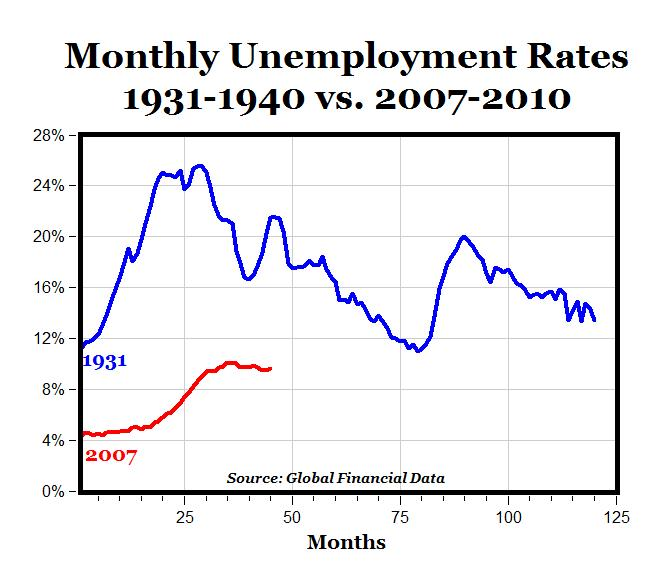 Monthly Unemployment Rates
1931-1940 vs. 2007-2010
28%
24%
20%
16%
12%
1931
8%
4%
2007
Source: Global Financial Data
0%
25 50 75 100 125
Months